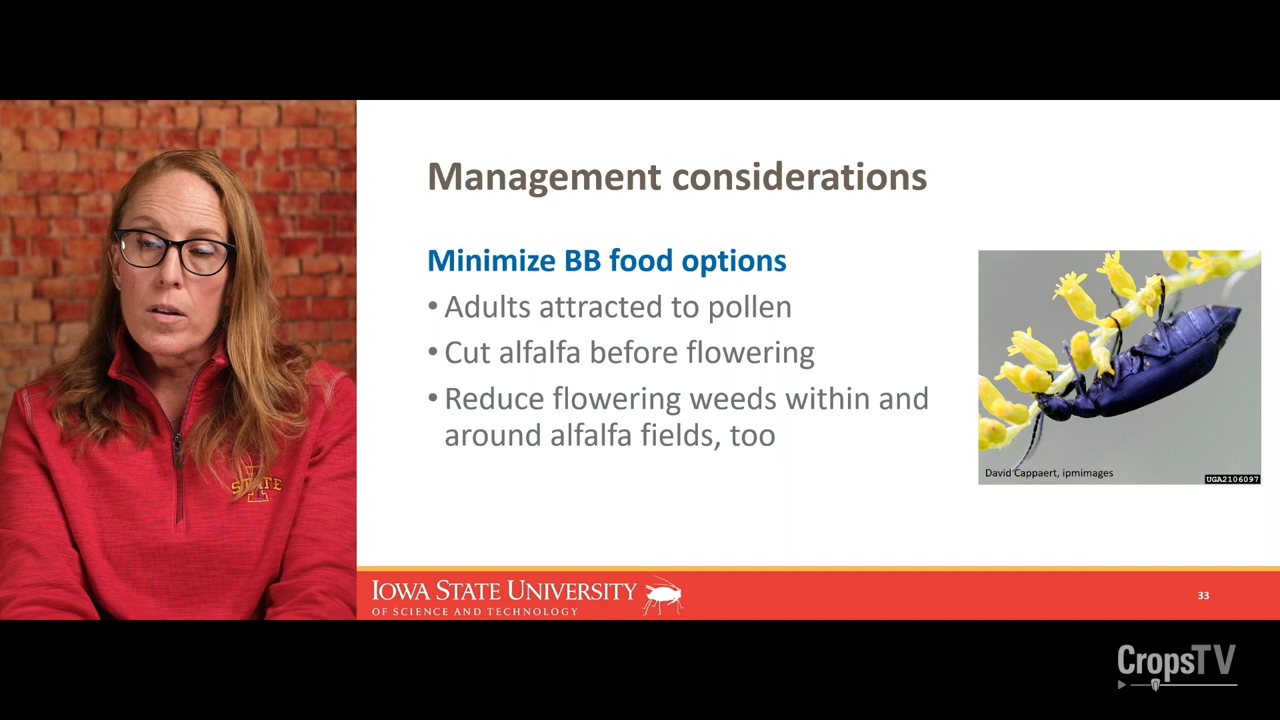 Management considerations
Minimize BB food options
• Adults attracted to pollen
• Cut alfalfa before flowering
• Reduce flowering weeds within and
around alfalfa fields, too
David Cappaert, ipmimages
UGA2106097
STATE
IOWA STATE UNIVERSITY
OF SCIENCE AND TECHNOLOGY
33
CropsTV